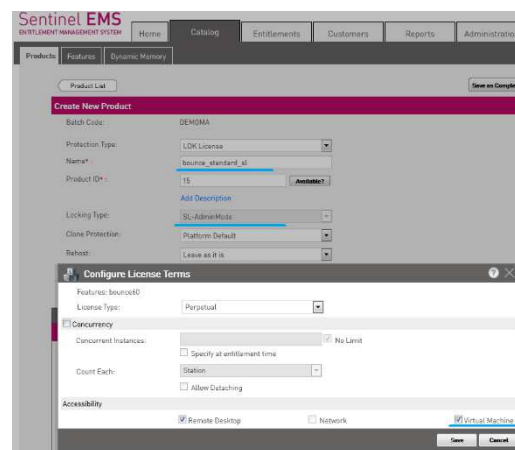 Sentinel EMS
ENTITLEMENT MANAGEMENT SYSTEM
Home Catalog Entitlements Customers Reports Administratio
Products Features Dynamic Memory
Product List Save as Comple
Create New Product
Batch Code: DEMOMA
Protection Type: LDK License
Name* : bounce_standard_sl
Product ID* : 15 Available?
Add Description
Locking Type: SL-AdminMode
Clone Protection: Platform Default
Rehost: Leave as it is
Configure License Terms
Features: bounce60
License Type: Perpetual
Concurrency
Concurrent Instances: No Limit
Specify at entitlement time
Count Each: Station
Allow Detaching
Accessibility
Remote Desktop Network Virtual Machine
Save Cancel